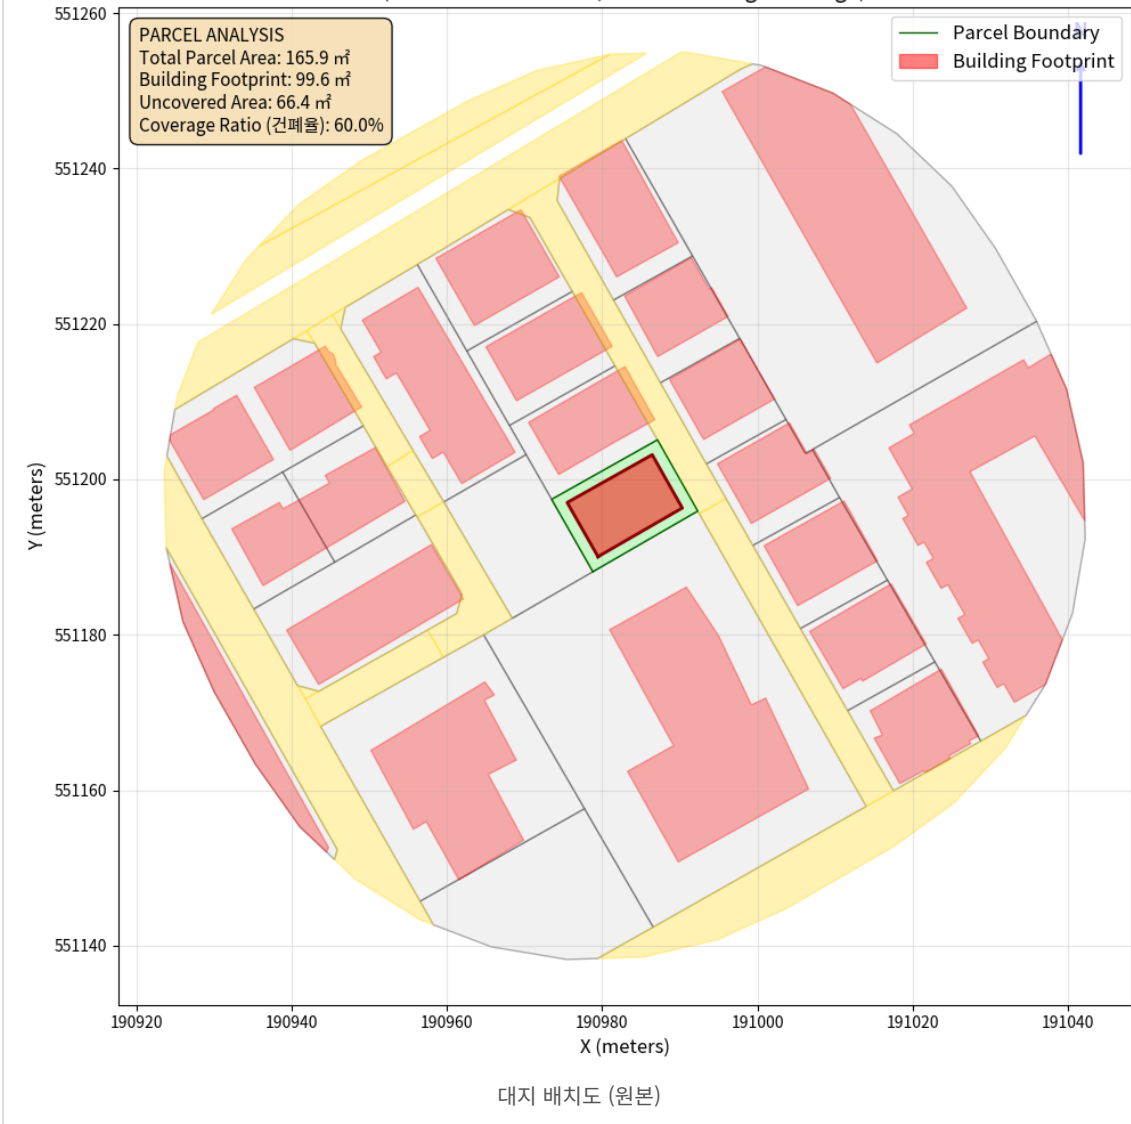 PARCEL ANALYSIS
Total Parcel Area: 165.9 ㎡
Building Footprint: 99.6 ㎡
Uncovered Area: 66.4 ㎡
Coverage Ratio (건폐율): 60.0%
Parcel Boundary
Building Footprint
N
551260
551240
551220
551200
551180
551160
551140
Y (meters)
190920
190940
190960
190980
191000
191020
191040
X (meters)
대지 배치도 (원본)